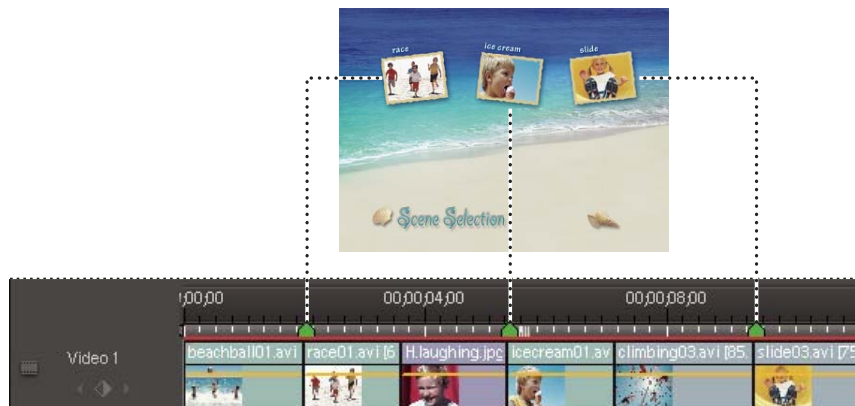 race
ice cream
slide
Scene Selection
;00;00
00;00;04;00
00;00;08;00
Video 1
beachball01.avi
race01.avi [6
H.laughing.jpg
icecream01.av
climbing03.avi [85.
slide03.avi [75